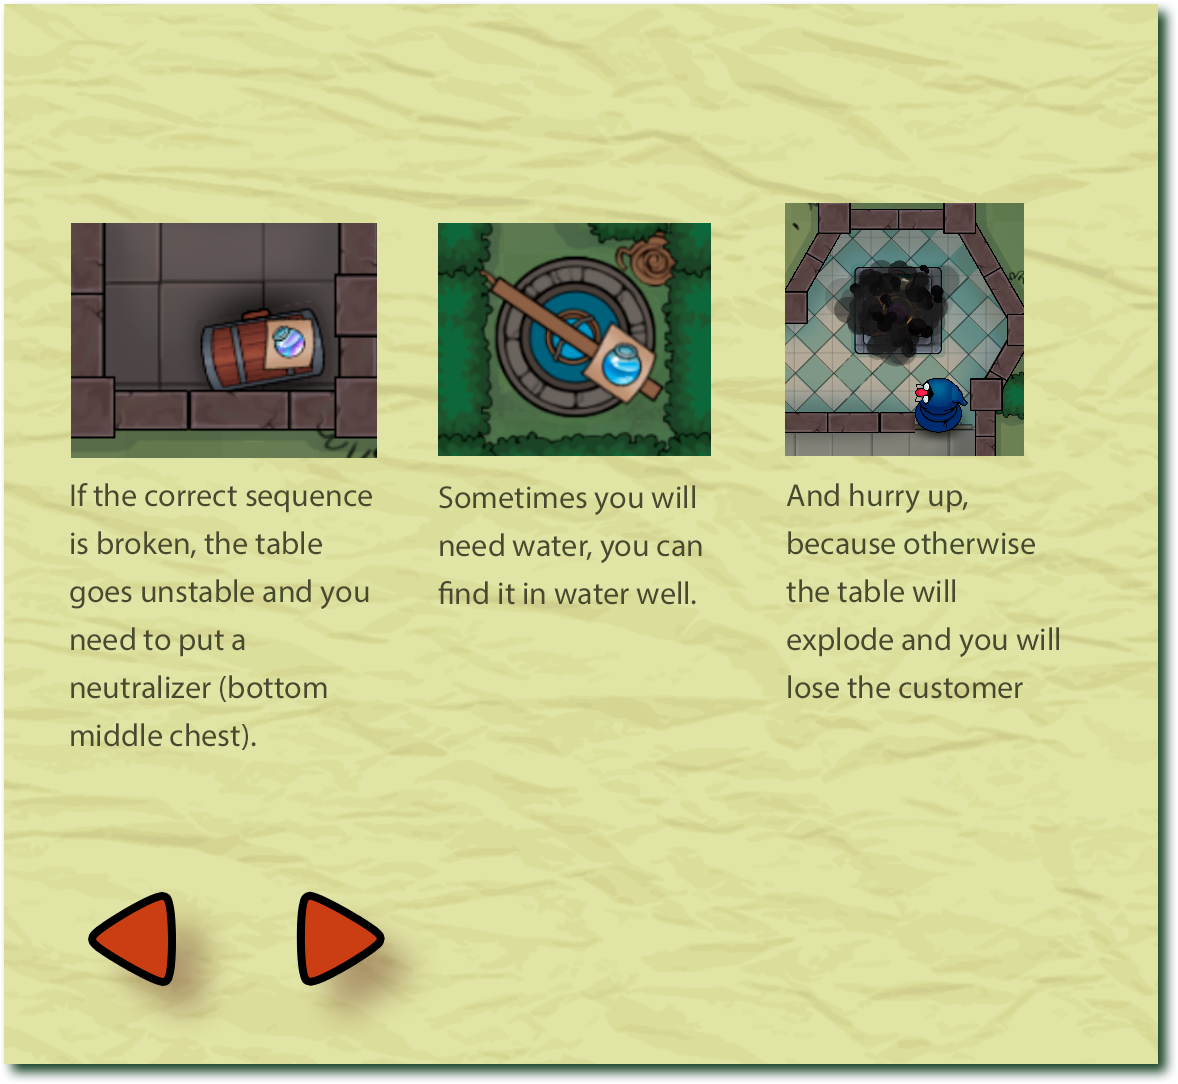 If the correct sequence
is broken, the table
goes unstable and you
need to put a
neutralizer (bottom
middle chest).
Sometimes you will
need water, you can
find it in water well.
And hurry up,
because otherwise
the table will
explode and you will
lose the customer